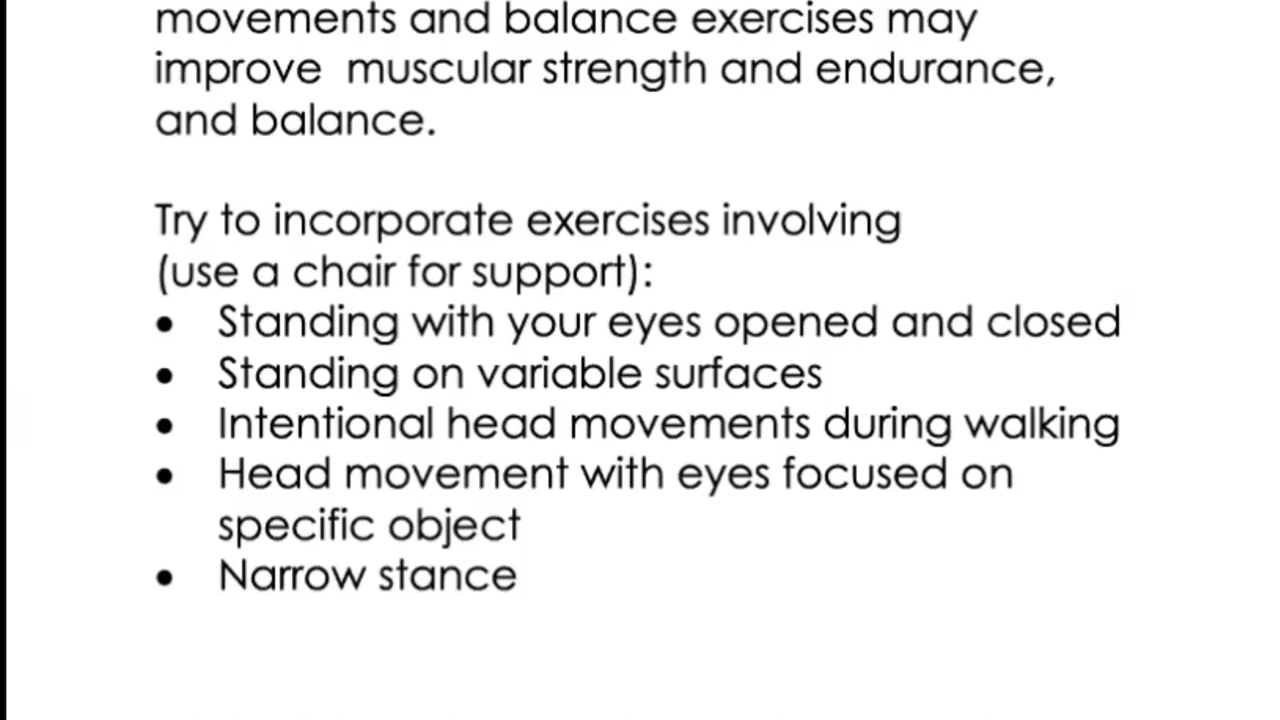 movements and balance exercises may
improve  muscular strength and endurance,
and balance.
Try to incorporate exercises involving
(use a chair for support):
• Standing with your eyes opened and closed
• Standing on variable surfaces
• Intentional head movements during walking
• Head movement with eyes focused on
specific object
• Narrow stance